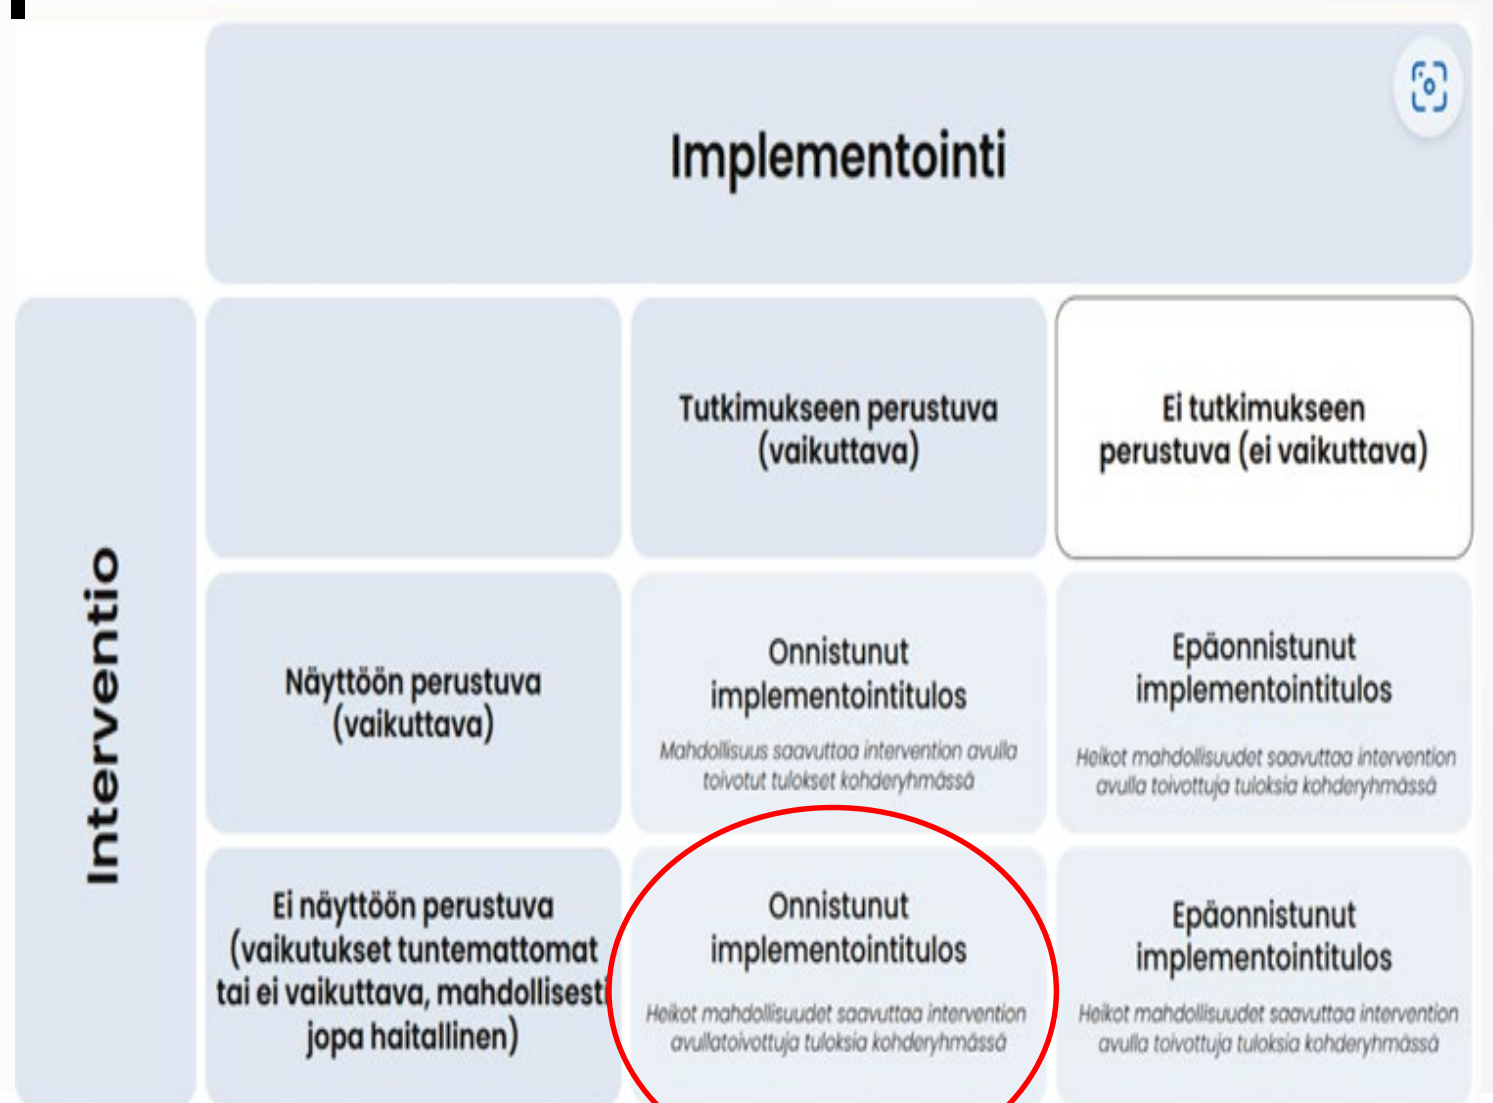 Implementointi
Tutkimukseen perustuva
(vaikuttava)
Ei tutkimukseen
perustuva (ei vaikuttava)
Interventio
Näyttöön perustuva
(vaikuttava)
Onnistunut
implementointitulos
Mahdollisuus saavuttaa intervention avulla
toivotut tulokset kohderyhmässä
Epäonnistunut
implementointitulos
Heikot mahdollisuudet saavuttaa intervention
avulla toivottuja tuloksia kohderyhmässä
Ei näyttöön perustuva
(vaikutukset tuntemattomat
tai ei vaikuttava, mahdollisesti
jopa haitallinen)
Onnistunut
implementointitulos
Heikot mahdollisuudet saavuttaa intervention
avullatoivottuja tuloksia kohderyhmässä
Epäonnistunut
implementointitulos
Heikot mahdollisuudet saavuttaa intervention
avulla toivottuja tuloksia kohderyhmässä